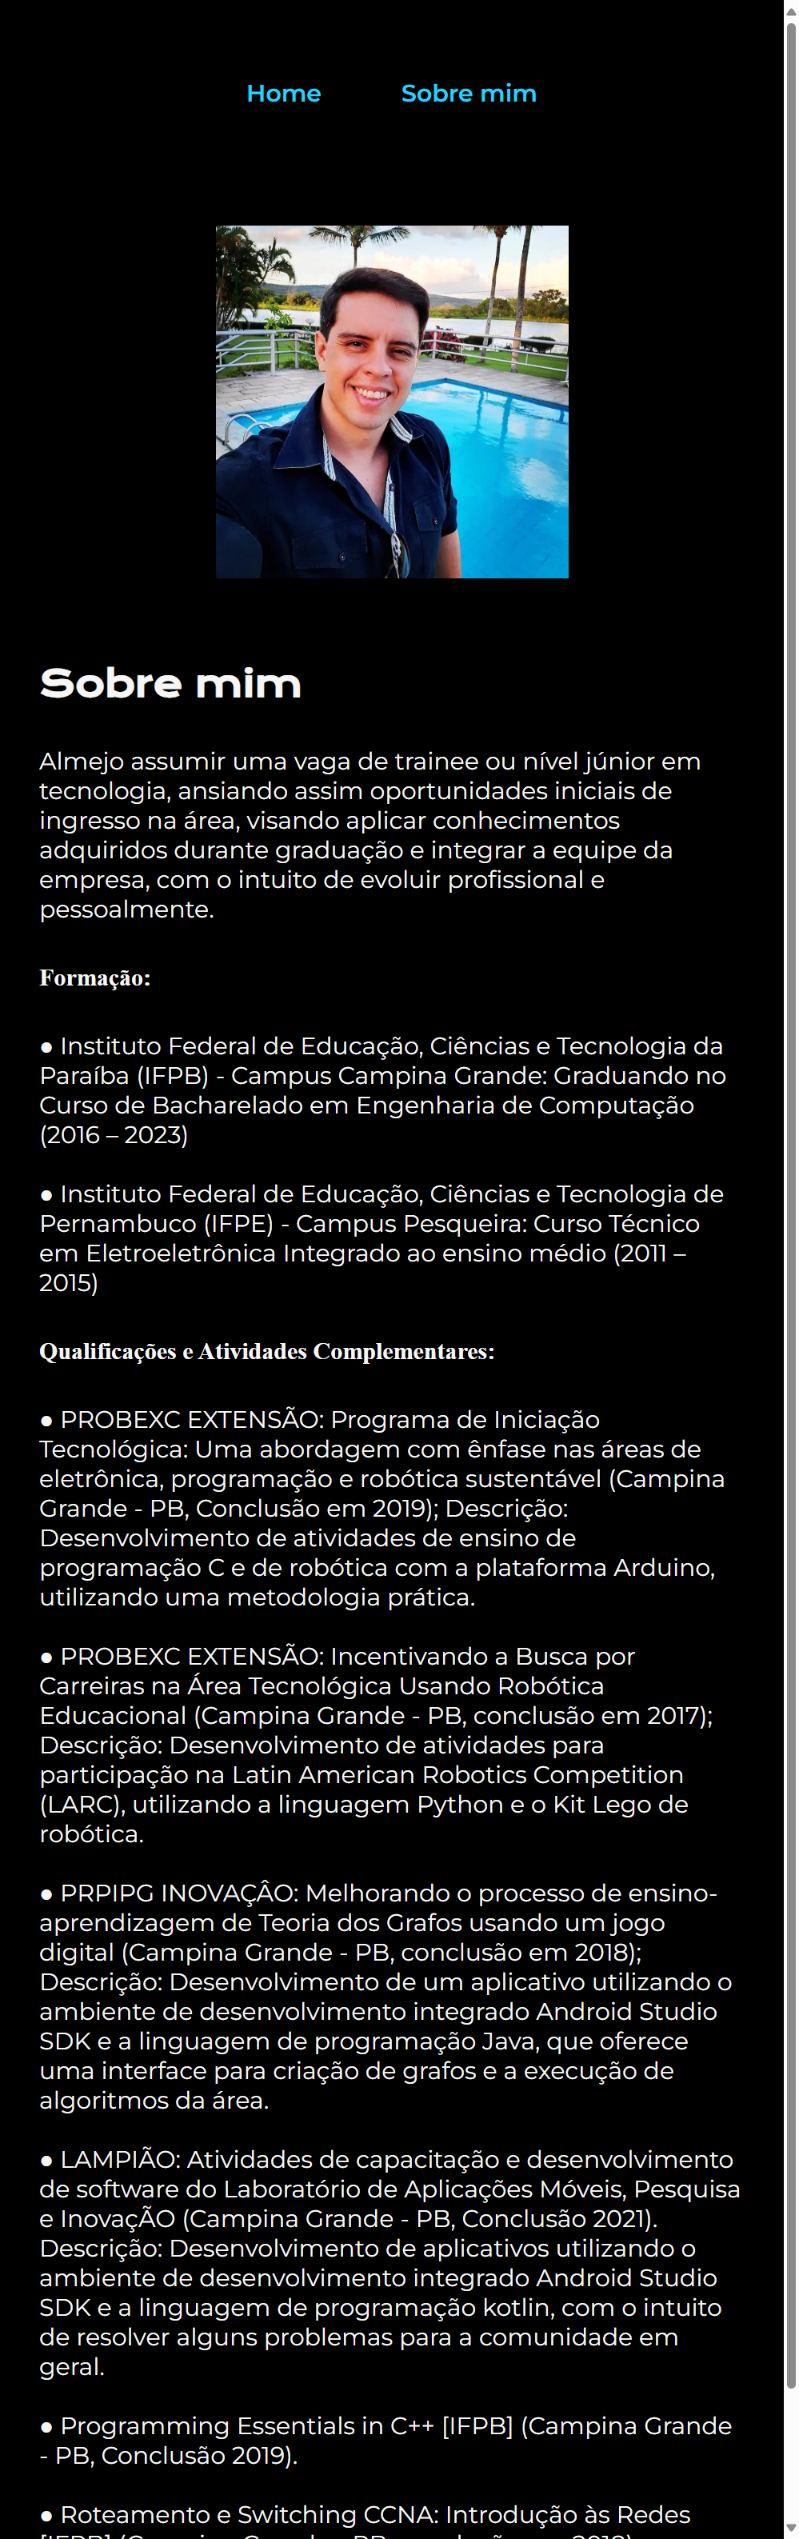 Home Sobre mim
Sobre mim
Almejo assumir uma vaga de trainee ou nível júnior em
tecnologia, ansiando assim oportunidades iniciais de
ingresso na área, visando aplicar conhecimentos
adquiridos durante graduação e integrar a equipe da
empresa, com o intuito de evoluir profissional e
pessoalmente.
Formação:
● Instituto Federal de Educação, Ciências e Tecnologia da
Paraíba (IFPB) - Campus Campina Grande: Graduando no
Curso de Bacharelado em Engenharia de Computação
(2016 – 2023)
● Instituto Federal de Educação, Ciências e Tecnologia de
Pernambuco (IFPE) - Campus Pesqueira: Curso Técnico
em Eletroeletrônica Integrado ao ensino médio (2011 –
2015)
Qualificações e Atividades Complementares:
● PROBEXC EXTENSÃO: Programa de Iniciação
Tecnológica: Uma abordagem com ênfase nas áreas de
eletrônica, programação e robótica sustentável (Campina
Grande - PB, Conclusão em 2019); Descrição:
Desenvolvimento de atividades de ensino de
programação C e de robótica com a plataforma Arduino,
utilizando uma metodologia prática.
● PROBEXC EXTENSÃO: Incentivando a Busca por
Carreiras na Área Tecnológica Usando Robótica
Educacional (Campina Grande - PB, conclusão em 2017);
Descrição: Desenvolvimento de atividades para
participação na Latin American Robotics Competition
(LARC), utilizando a linguagem Python e o Kit Lego de
robótica.
● PRPIPG INOVAÇÂO: Melhorando o processo de ensino-
aprendizagem de Teoria dos Grafos usando um jogo
digital (Campina Grande - PB, conclusão em 2018);
Descrição: Desenvolvimento de um aplicativo utilizando o
ambiente de desenvolvimento integrado Android Studio
SDK e a linguagem de programação Java, que oferece
uma interface para criação de grafos e a execução de
algoritmos da área.
● LAMPIÃO: Atividades de capacitação e desenvolvimento
de software do Laboratório de Aplicações Móveis, Pesquisa
e InovaçÃO (Campina Grande - PB, Conclusão 2021).
Descrição: Desenvolvimento de aplicativos utilizando o
ambiente de desenvolvimento integrado Android Studio
SDK e a linguagem de programação kotlin, com o intuito
de resolver alguns problemas para a comunidade em
geral.
● Programming Essentials in C++ [IFPB] (Campina Grande
- PB, Conclusão 2019).
● Roteamento e Switching CCNA: Introdução às Redes